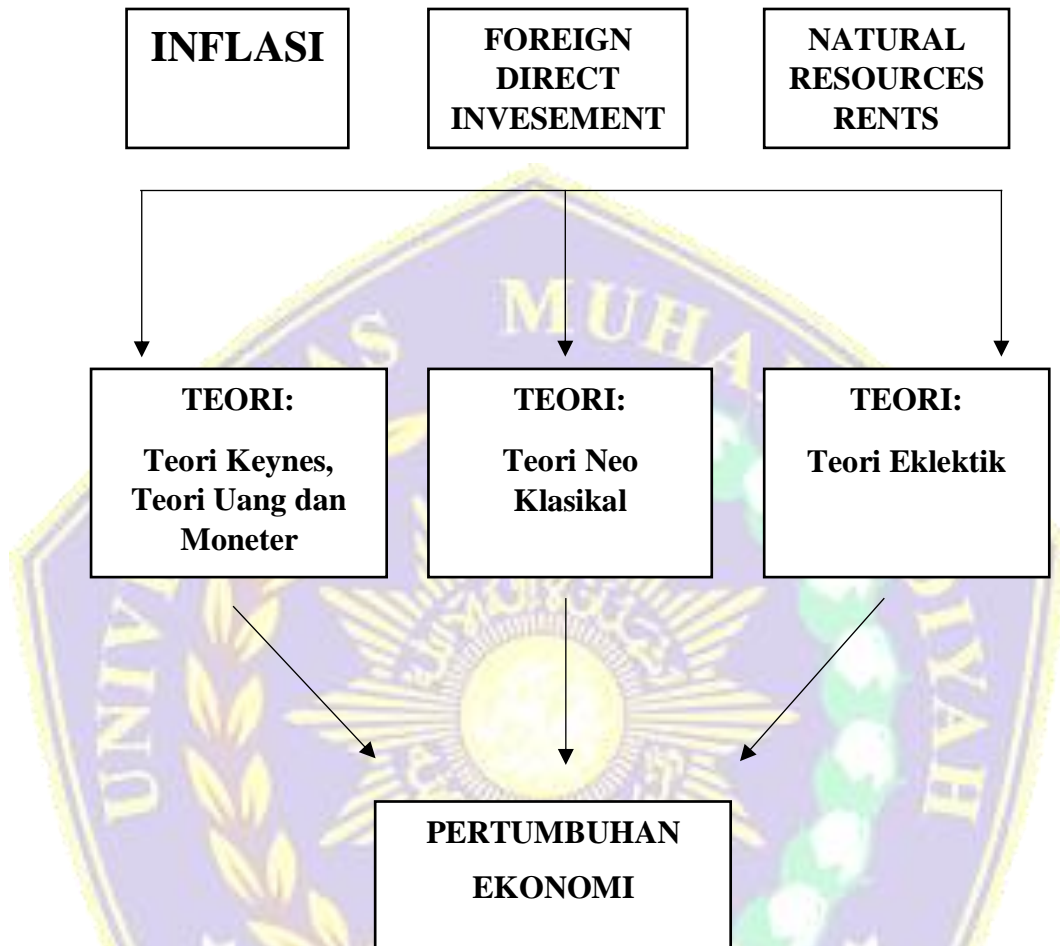 INFLASI
FOREIGN
DIRECT
INVESEMENT
NATURAL
RESOURCES
RENTS
TEORI:
Teori Keynes,
Teori Uang dan
Moneter
TEORI:
Teori Neo
Klasikal
TEORI:
Teori Eklektik
PERTUMBUHAN
EKONOMI